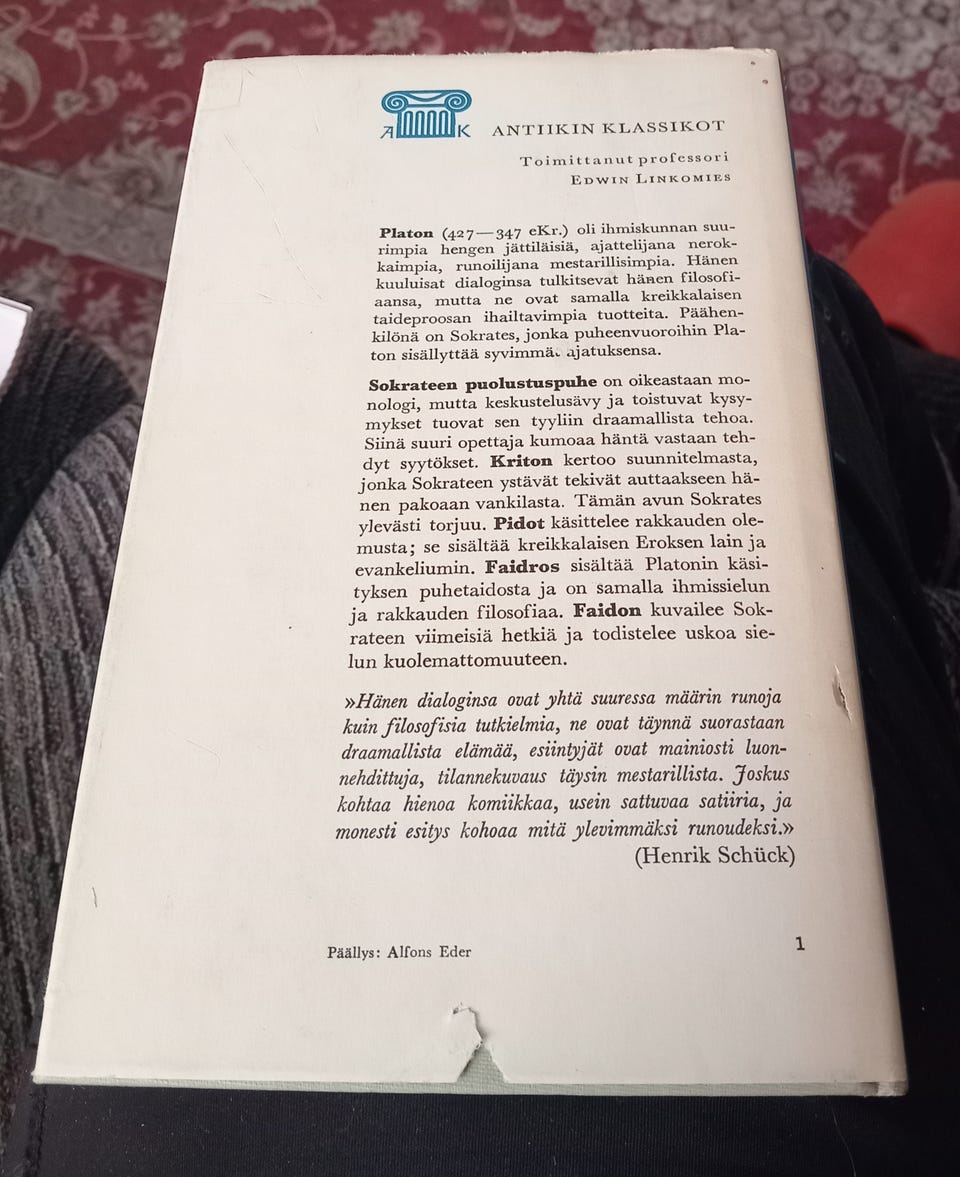 A K
ANTIIKIN KLASSIKOT
Toimittanut professori
EDWIN LINKOMIES
Platon (427—347 eKr.) oli ihmiskunnan suu-
rimpia hengen jättiläisiä, ajattelijana nerok-
kaimpia, runoilijana mestarillisimpia. Hänen
kuuluisat dialoginsa tulkitsevat hänen filosofi-
aansa, mutta ne ovat samalla kreikkalaisen
taideproosan ihailtavimpia tuotteita. Päähen-
kilönä on Sokrates, jonka puheenvuoroihin Pla-
ton sisällyttää syvimmät ajatuksensa.
Sokrateen puolustuspuhe on oikeastaan mo-
nologi, mutta keskustelusävy ja toistuvat kysy-
mykset tuovat sen tyyliin draamallista tehoa.
Siinä suuri opettaja kumoaa häntä vastaan teh-
dyt syytökset. Kriton kertoo suunnitelmasta,
jonka Sokrateen ystävät tekivät auttaakseen hä-
nen pakoaan vankilasta. Tämän avun Sokrates
ylevästi torjuu. Pidot käsittelee rakkauden ole-
musta; se sisältää kreikkalaisen Eroksen lain ja
evankeliumin. Faidros sisältää Platonin käsi-
tyksen puhetaidosta ja on samalla ihmissielun
ja rakkauden filosofiaa. Faidon kuvailee Sok-
rateen viimeisiä hetkiä ja todistelee uskoa sie-
lun kuolemattomuuteen.
»Hänen dialoginsa ovat yhtä suuressa määrin runoja
kuin filosofisia tutkielmia, ne ovat täynnä suorastaan
draamallista elämää, esiintyjät ovat mainiosti luon-
nehdittuja, tilannekuvaus täysin mestarillista. Joskus
kohtaa hienoa komiikkaa, usein sattuvaa satiiria, ja
monesti esitys kohoaa mitä ylevimmäksi runoudeksi.»
(Henrik Schück)
Päällys: Alfons Eder
1